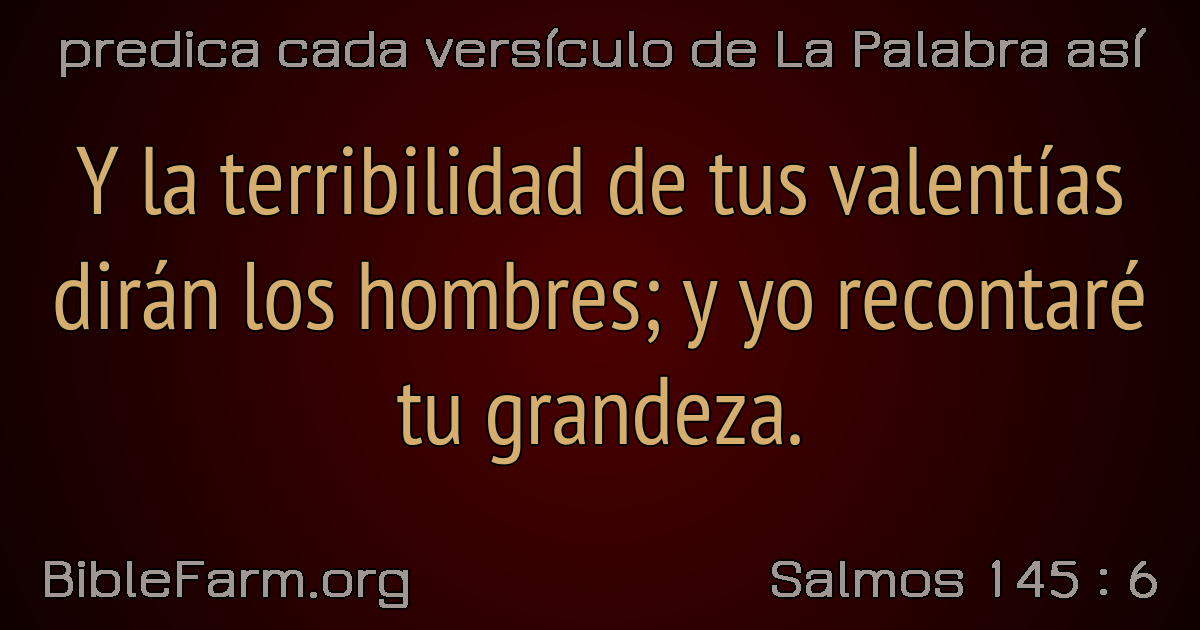 predica cada versículo de La Palabra así
Y la terribilidad de tus valentías
dirán los hombres; y yo recontaré
tu grandeza.
BibleFarm.org
Salmos 145 : 6